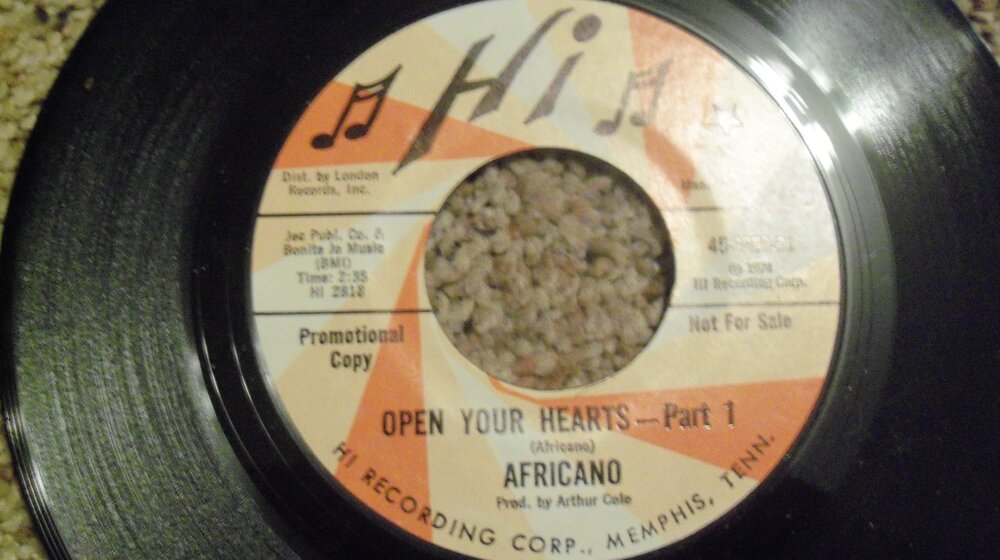 Hi
Dist. by London
Records, Inc.
Jec Publ. Co. &
Bonita Jo Music
(BMI)
Time: 2:35
HI 2818
© 1974
HI Recording Corp.
Promotional
Copy
Not For Sale
OPEN YOUR HEARTS—Part 1
(Africano)
AFRICANO
Prod. by Arthur Cole
HI RECORDING CORP., MEMPHIS, TENN.